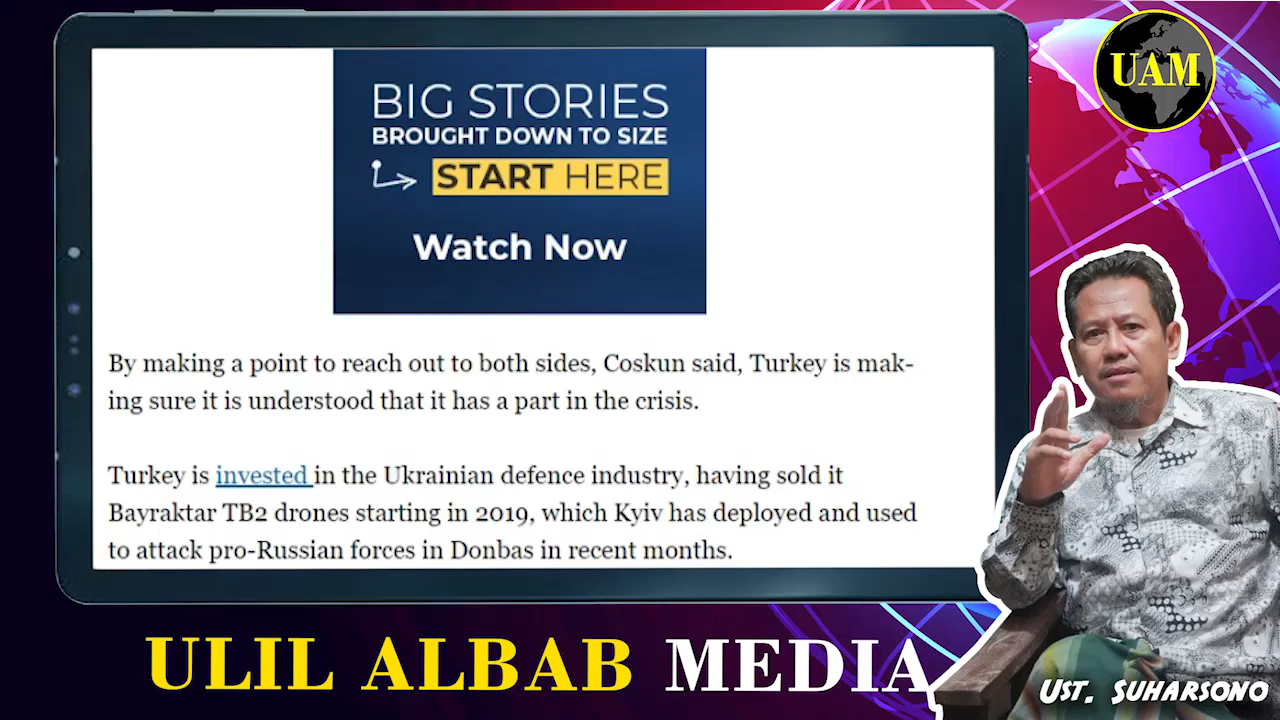 BIG STORIES
BROUGHT DOWN TO SIZE
START HERE
Watch Now
UAM
By making a point to reach out to both sides, Coskun said, Turkey is mak-
ing sure it is understood that it has a part in the crisis.
Turkey is invested in the Ukrainian defence industry, having sold it
Bayraktar TB2 drones starting in 2019, which Kyiv has deployed and used
to attack pro-Russian forces in Donbas in recent months.
ULIL ALBAB MEDIA
UST. SUHARSONO